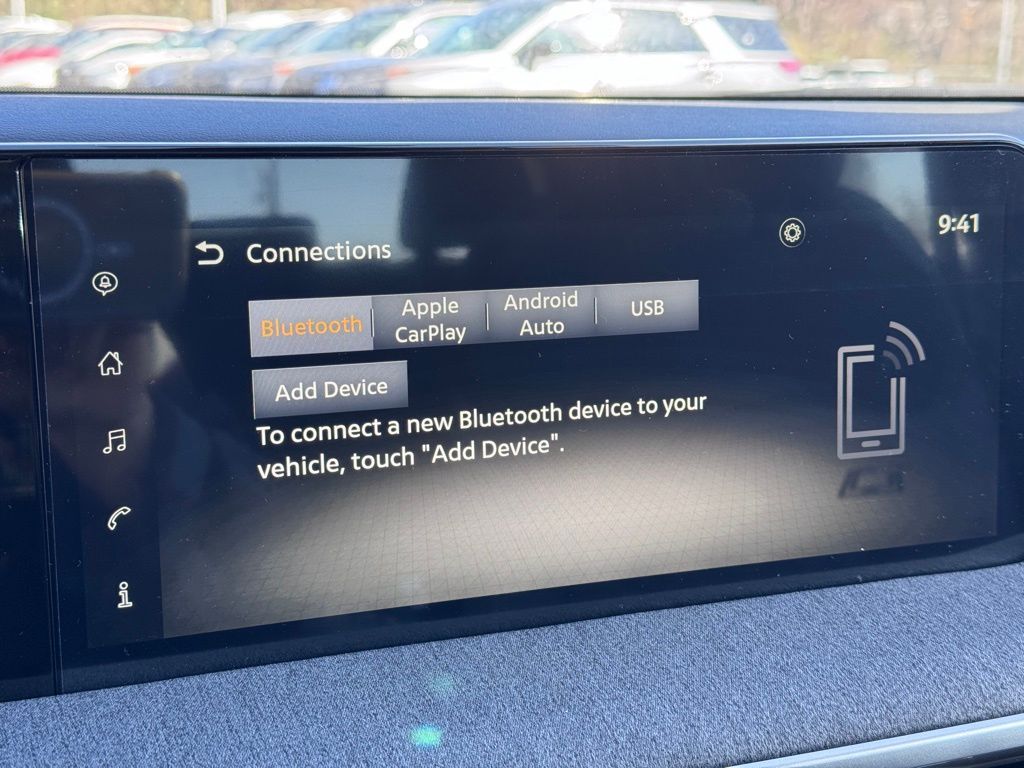 9:41
Connections
Bluetooth
Apple
CarPlay
Android
Auto
USB
Add Device
To connect a new Bluetooth device to your
vehicle, touch "Add Device".